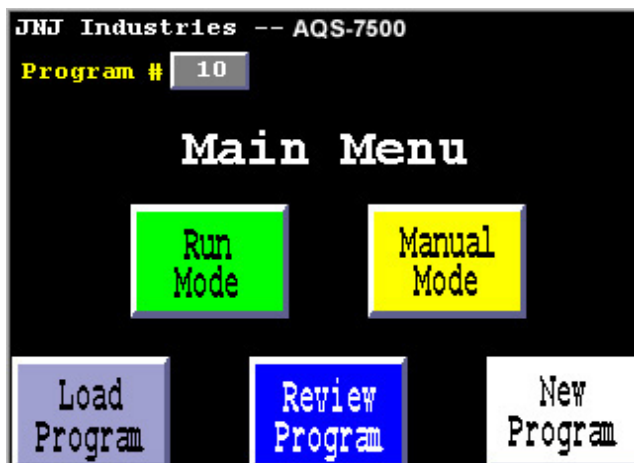 JNJ Industries -- AQS-7500
Program # 10
Main Menu
Run
Mode
Manual
Mode
Load
Program
Review
Program
New
Program